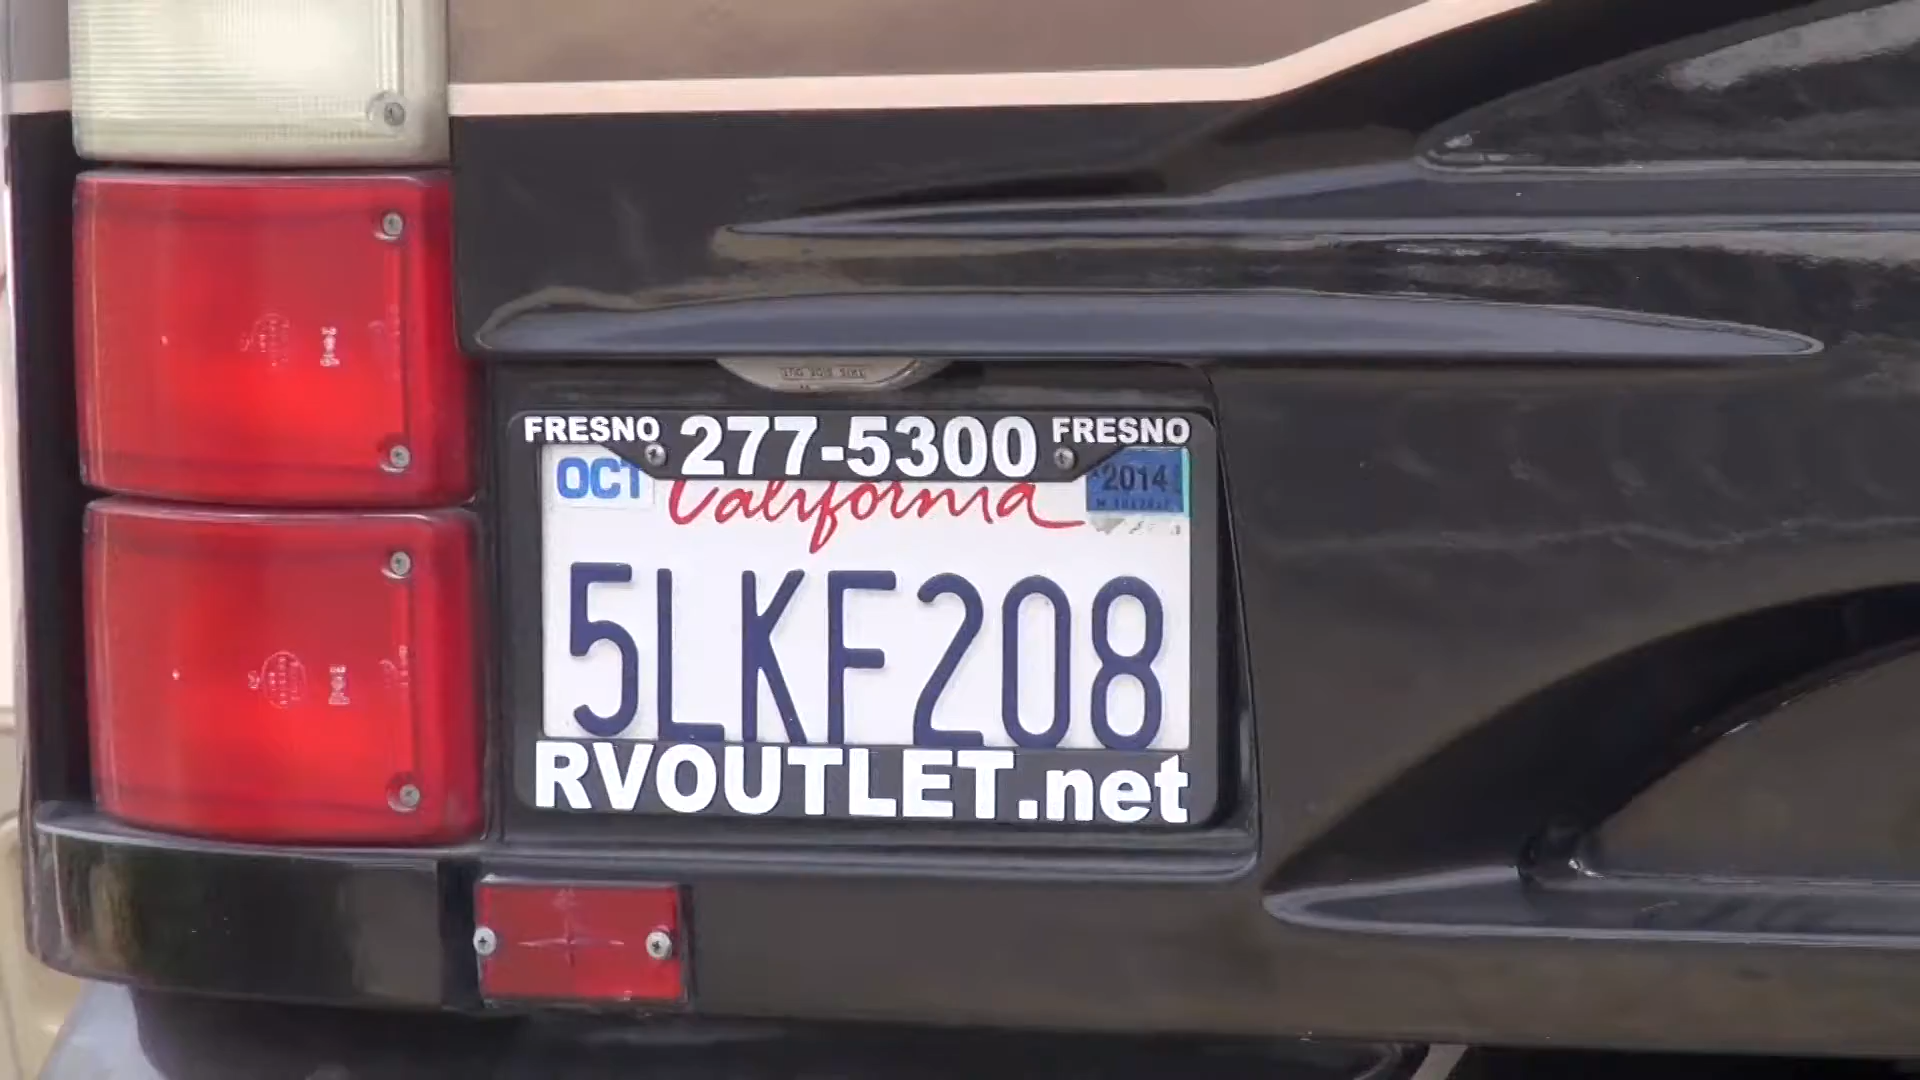 FRESNO 277-5300 FRESNO
OCT California 2014
5LKF208
RVOUTLET.net